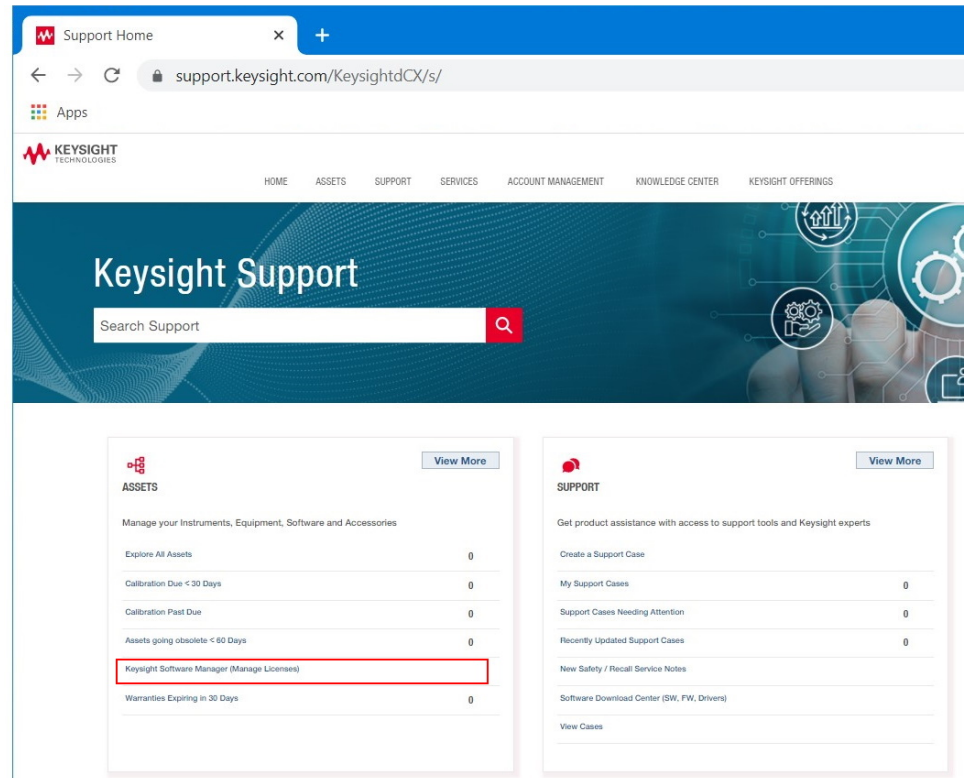 Support Home
support.keysight.com/KeysightdCX/s/
Apps
KEYSIGHT
TECHNOLOGIES
HOME ASSETS SUPPORT SERVICES ACCOUNT MANAGEMENT KNOWLEDGE CENTER KEYSIGHT OFFERINGS
Keysight Support
Search Support
View More
ASSETS
Manage your Instruments, Equipment, Software and Accessories
Explore All Assets 0
Calibration Due < 30 Days 0
Calibration Past Due 0
Assets going obsolete < 60 Days 0
Keysight Software Manager (Manage Licenses)
Warranties Expiring in 30 Days 0
View More
SUPPORT
Get product assistance with access to support tools and Keysight experts
Create a Support Case
My Support Cases 0
Support Cases Needing Attention 0
Recently Updated Support Cases 0
New Safety / Recall Service Notes
Software Download Center (SW, FW, Drivers)
View Cases